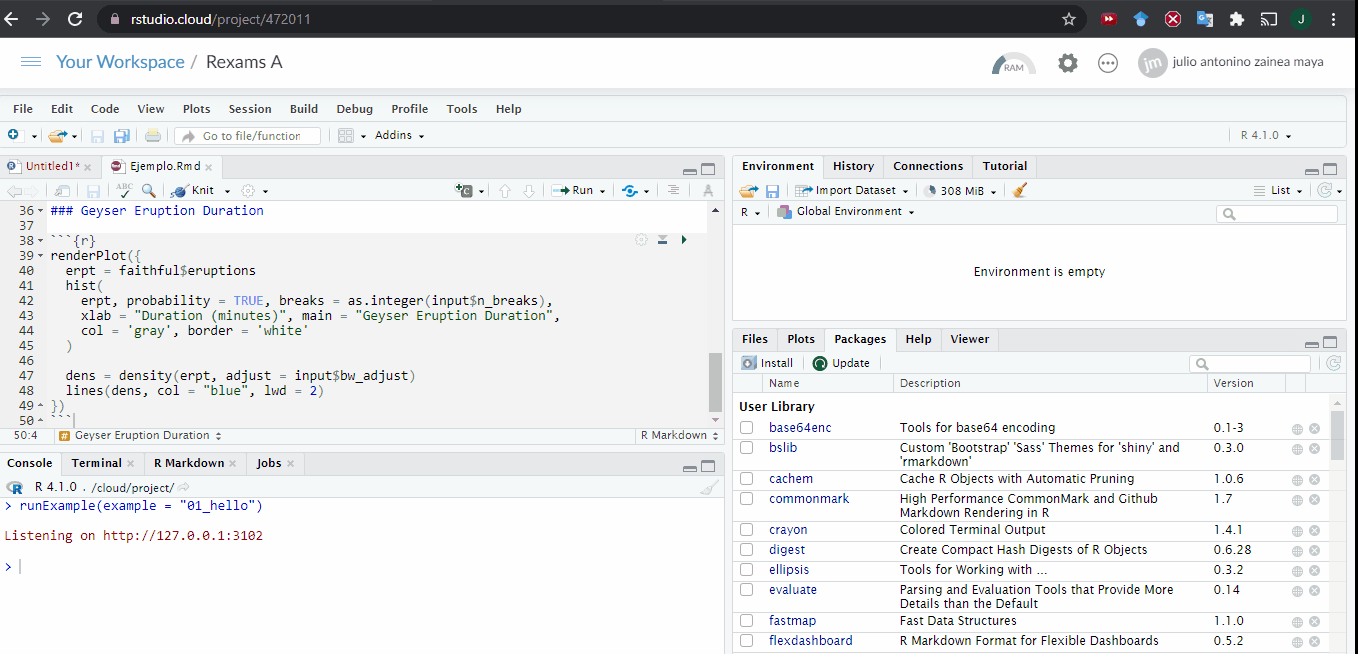 rstudio.cloud/project/472011
J
Your Workspace / Rexams A
RAM
jm
julio antonino zainea maya
File Edit Code View Plots Session Build Debug Profile Tools Help
Go to file/function
Addins
R 4.1.0
Untitled1*
Ejemplo.Rmd
ABC
Knit
Run
36 ### Geyser Eruption Duration
37
38 ```{r}
39 renderPlot({
40 erpt = faithful$eruptions
41 hist(
42 erpt, probability = TRUE, breaks = as.integer(input$n_breaks),
43 xlab = "Duration (minutes)", main = "Geyser Eruption Duration",
44 col = 'gray', border = 'white'
45 )
46
47 dens = density(erpt, adjust = input$bw_adjust)
48 lines(dens, col = "blue", lwd = 2)
49 })
50 ```
50:4 # Geyser Eruption Duration R Markdown
Console Terminal R Markdown Jobs
R 4.1.0 . /cloud/project/
> runExample(example = "01_hello")
Listening on http://127.0.0.1:3102
>
Environment History Connections Tutorial
Import Dataset 308 MiB List
R Global Environment
Environment is empty
Files Plots Packages Help Viewer
Install Update
Name Description Version
User Library
base64enc Tools for base64 encoding 0.1-3
bslib Custom 'Bootstrap' 'Sass' Themes for 'shiny' and 0.3.0
'rmarkdown'
cachem Cache R Objects with Automatic Pruning 1.0.6
commonmark High Performance CommonMark and Github 1.7
Markdown Rendering in R
crayon Colored Terminal Output 1.4.1
digest Create Compact Hash Digests of R Objects 0.6.28
ellipsis Tools for Working with ... 0.3.2
evaluate Parsing and Evaluation Tools that Provide More 0.14
Details than the Default
fastmap Fast Data Structures 1.1.0
flexdashboard R Markdown Format for Flexible Dashboards 0.5.2